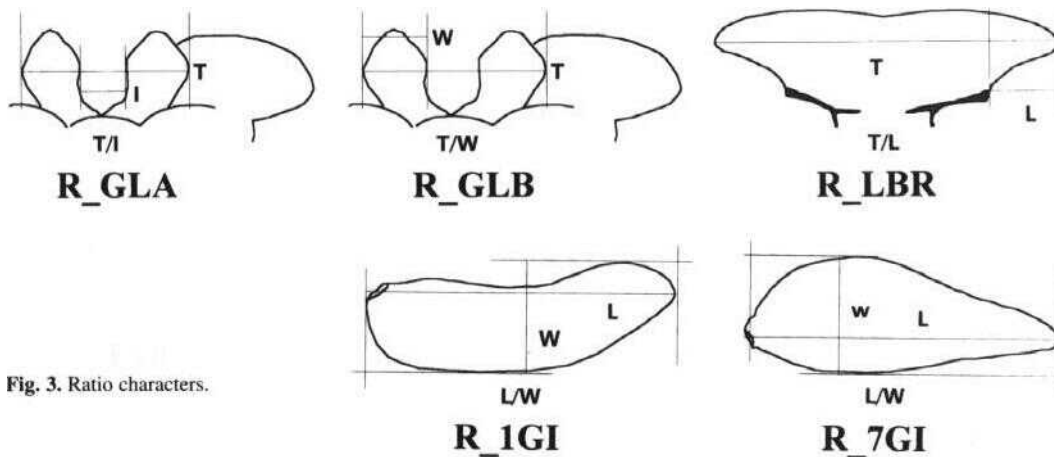 W
T
T
T
I
L
T/I
T/W
T/L
R_GLA
R_GLB
R_LBR
L
w
L
W
Fig. 3. Ratio characters.
L/W
L/W
R_1GI
R_7GI